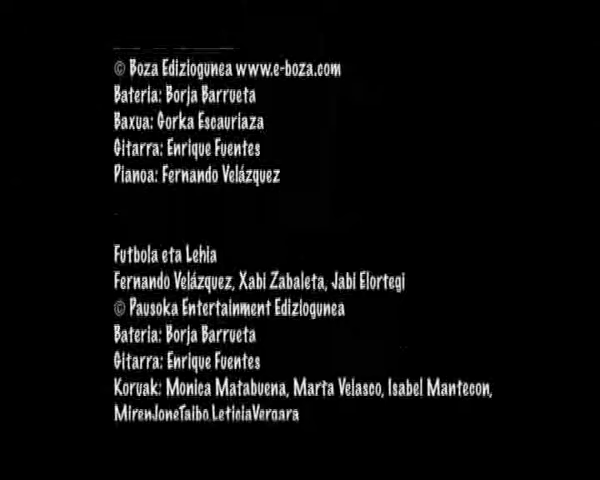 © Boza Ediziogunea www.e-boza.com
Bateria: Borja Barrueta
Baxua: Gorka Escauriaza
Gitarra: Enrique Fuentes
Pianoa: Fernando Velázquez
Futbola eta Lehia
Fernando Velázquez, Xabi Zabaleta, Jabi Elortegi
© Pausoka Entertainment Ediziogunea
Bateria: Borja Barrueta
Gitarra: Enrique Fuentes
Koruak: Monica Matabuena, Marta Velasco, Isabel Mantecon,
MirenJoneTaibo LeticiaVergara